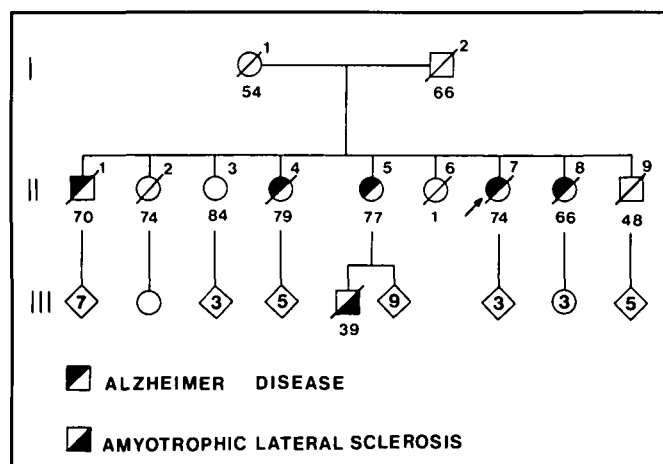 I
1
2
54
66
II
1 2 3 4 5 6 7 8 9
70 74 84 79 77 1 74 66 48
III
7 3 5 9 3 3 5
39
ALZHEIMER DISEASE
AMYOTROPHIC LATERAL SCLEROSIS